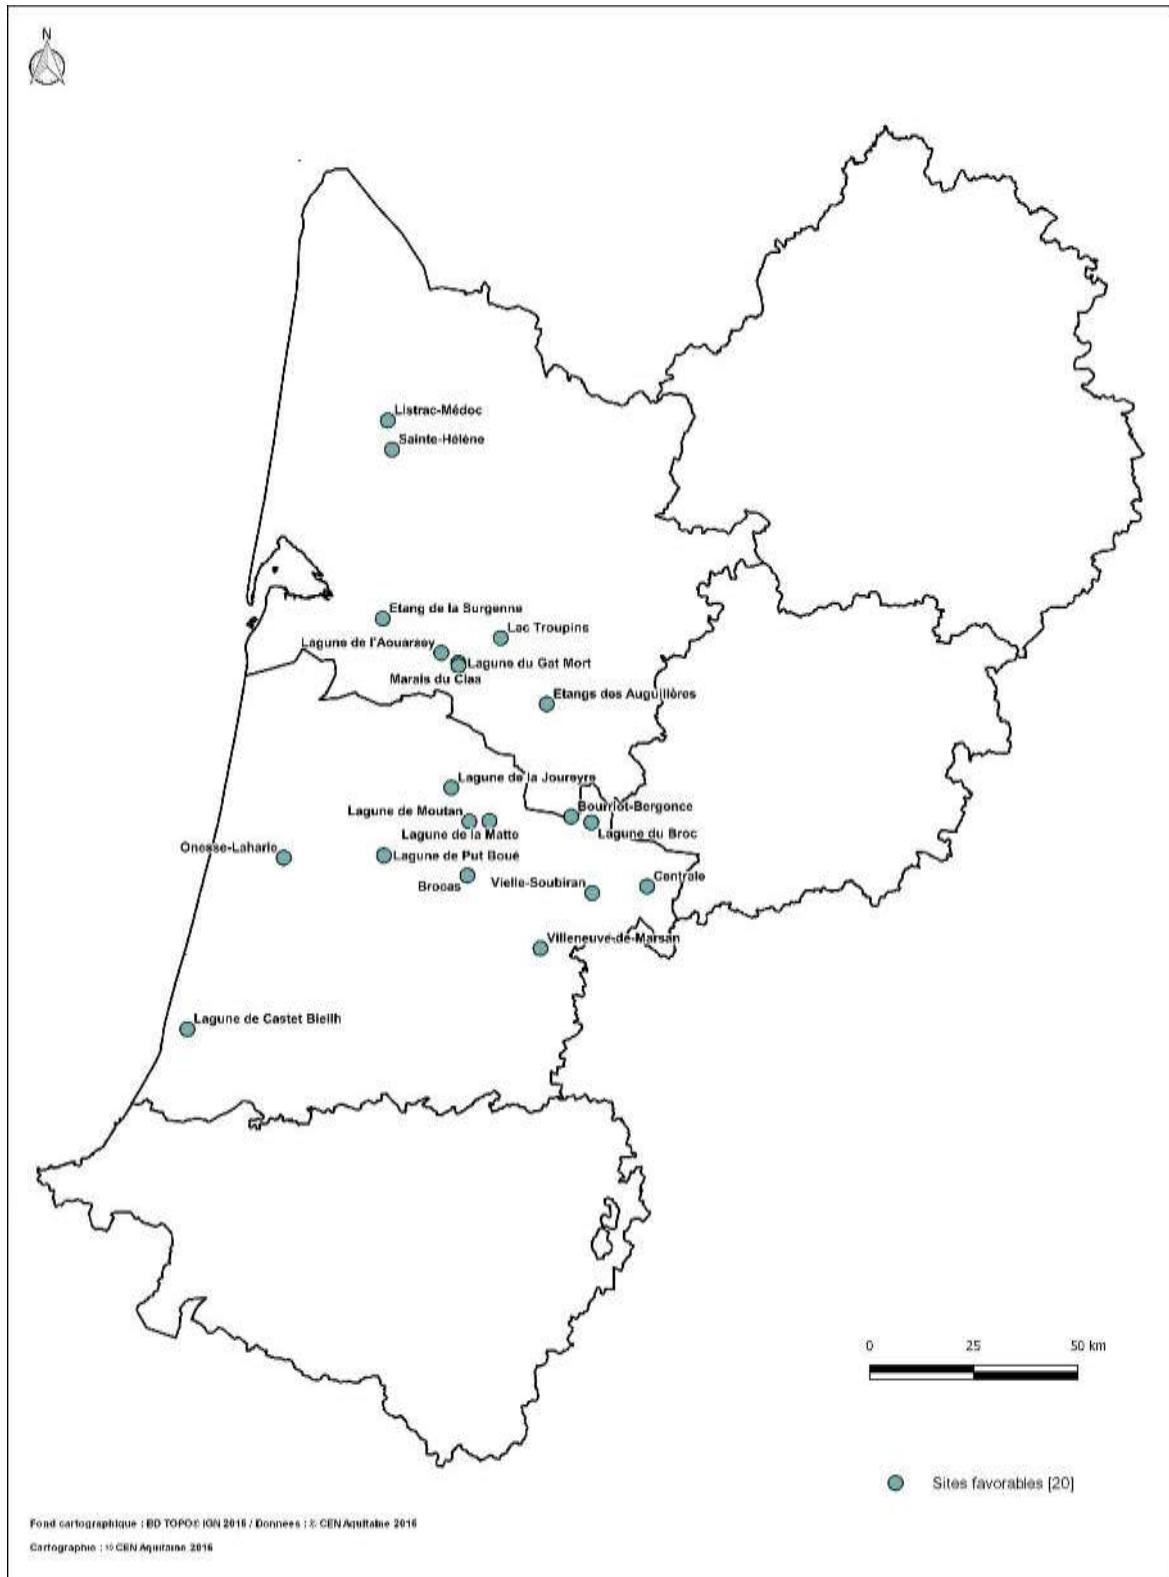 N
Listrac-Médoc
Sainte-Hélène
Etang de la Surgenne
Lac Troupins
Lagune de l'Aouarsey
Lagune du Gat Mort
Marais du Claa
Etangs des Auguillères
Lagune de la Joureyre
Bourriot-Bergonce
Lagune de Moutan
Lagune de la Matte
Lagune du Broc
Onesse-Laharie
Lagune de Put Boué
Brocas
Vielle-Soubiran
Centrale
Villeneuve-de-Marsan
Lagune de Castet Bieilh
0 25 50 km
Sites favorables [20]
Fond cartographique : BD TOPO® IGN 2016 / Donnees : © CEN Aquitaine 2016
Cartographie : © CEN Aquitaine 2016